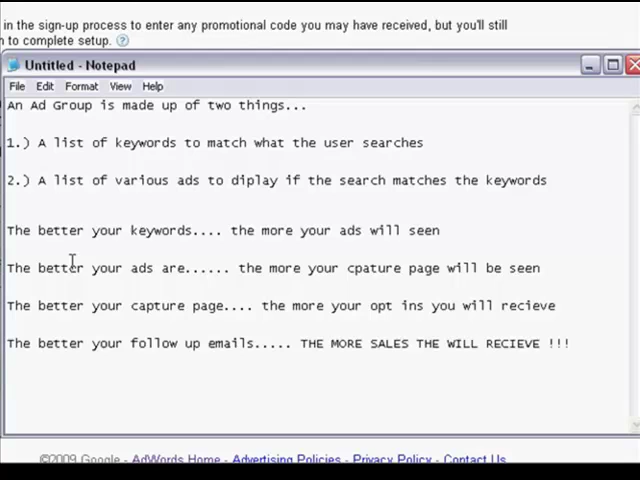 in the sign-up process to enter any promotional code you may have received, but you'll still
to complete setup. ?
Untitled - Notepad
File Edit Format View Help
An Ad Group is made up of two things...
1.) A list of keywords to match what the user searches
2.) A list of various ads to diplay if the search matches the keywords
The better your keywords.... the more your ads will seen
The better your ads are...... the more your cpature page will be seen
The better your capture page.... the more your opt ins you will recieve
The better your follow up emails..... THE MORE SALES THE WILL RECIEVE !!!
©2009 Google - AdWords Home - Advertising Policies - Privacy Policy - Contact Us